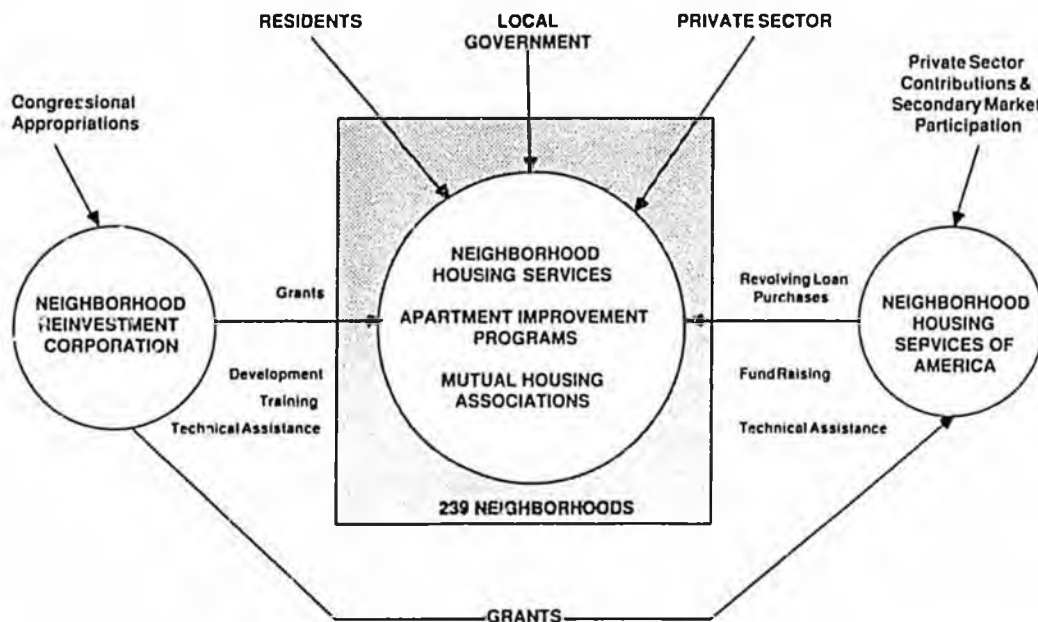 RESIDENTS
LOCAL
GOVERNMENT
PRIVATE SECTOR
Congressional
Appropriations
Private Sector
Contributions &
Secondary Market
Participation
NEIGHBORHOOD
REINVESTMENT
CORPORATION
Grants
Development
Training
Technical Assistance
NEIGHBORHOOD
HOUSING SERVICES
APARTMENT IMPROVEMENT
PROGRAMS
MUTUAL HOUSING
ASSOCIATIONS
239 NEIGHBORHOODS
Revolving Loan
Purchases
Fund Raising
Technical Assistance
NEIGHBORHOOD
HOUSING
SERVICES OF
AMERICA
GRANTS